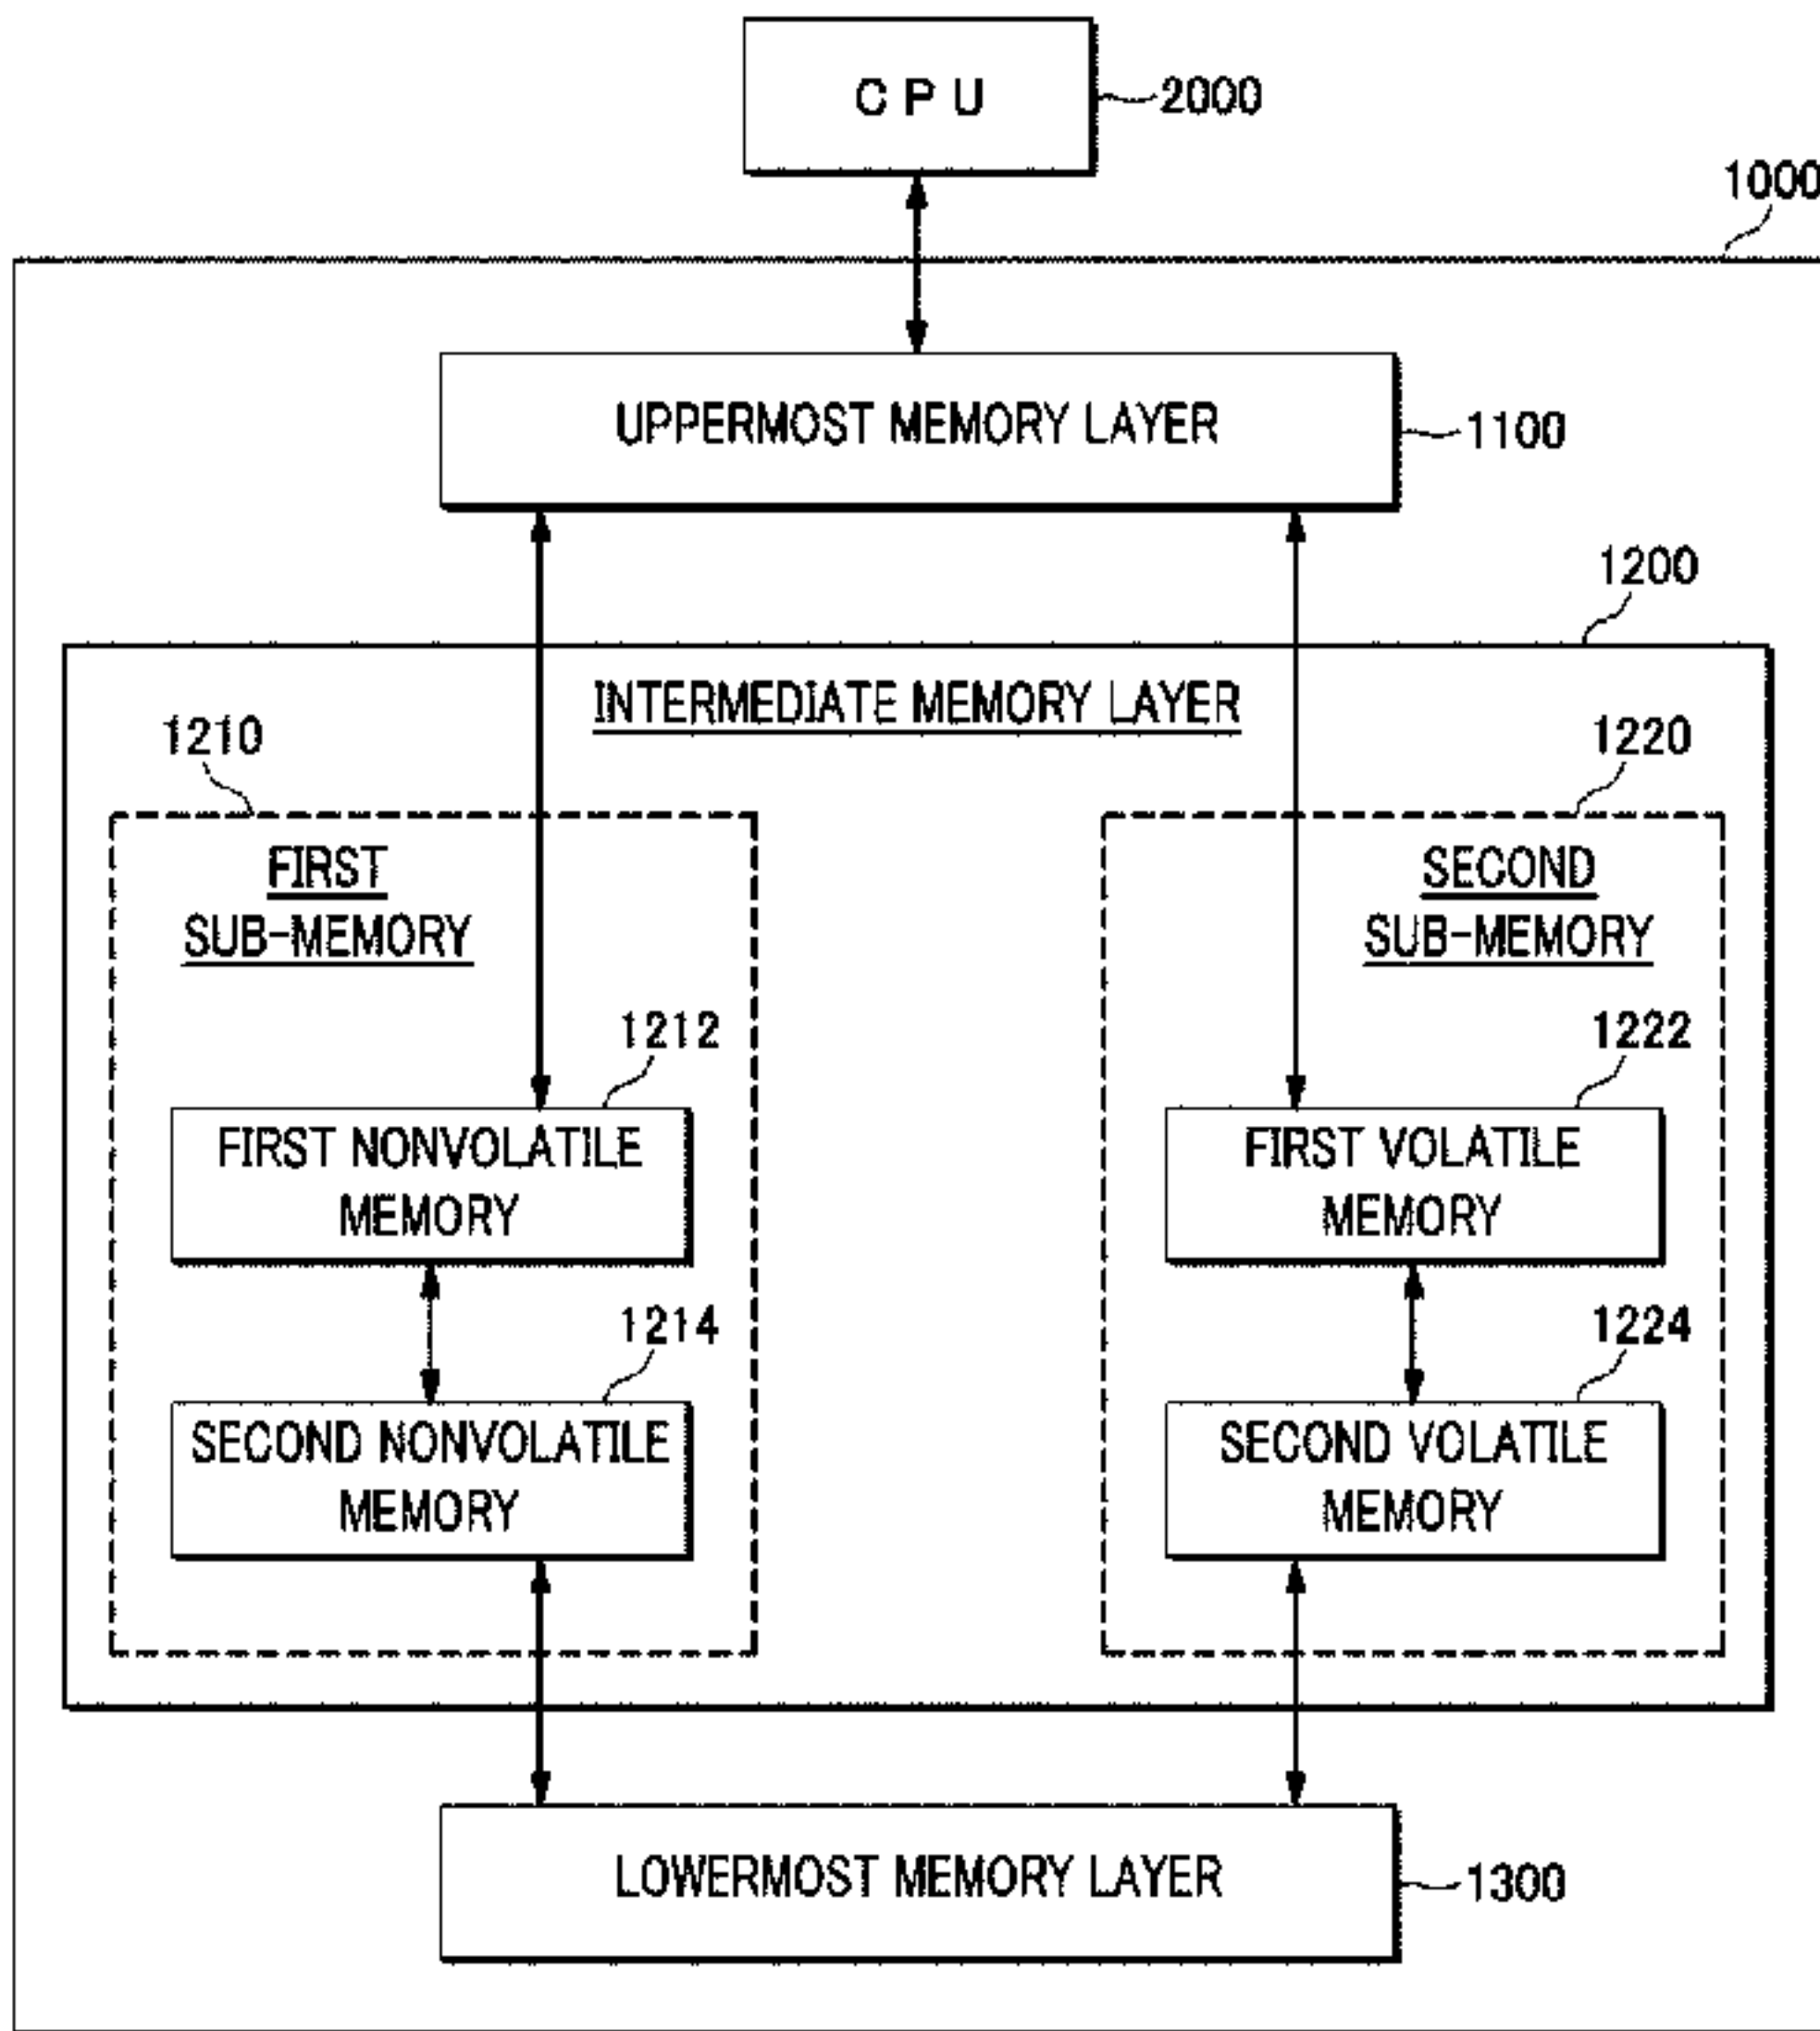 CPU
2000
1000
UPPERMOST MEMORY LAYER
1100
1200
INTERMEDIATE MEMORY LAYER
1210
1220
FIRST
SUB-MEMORY
SECOND
SUB-MEMORY
1212
1222
FIRST NONVOLATILE
MEMORY
FIRST VOLATILE
MEMORY
1214
1224
SECOND NONVOLATILE
MEMORY
SECOND VOLATILE
MEMORY
LOWERMOST MEMORY LAYER
1300